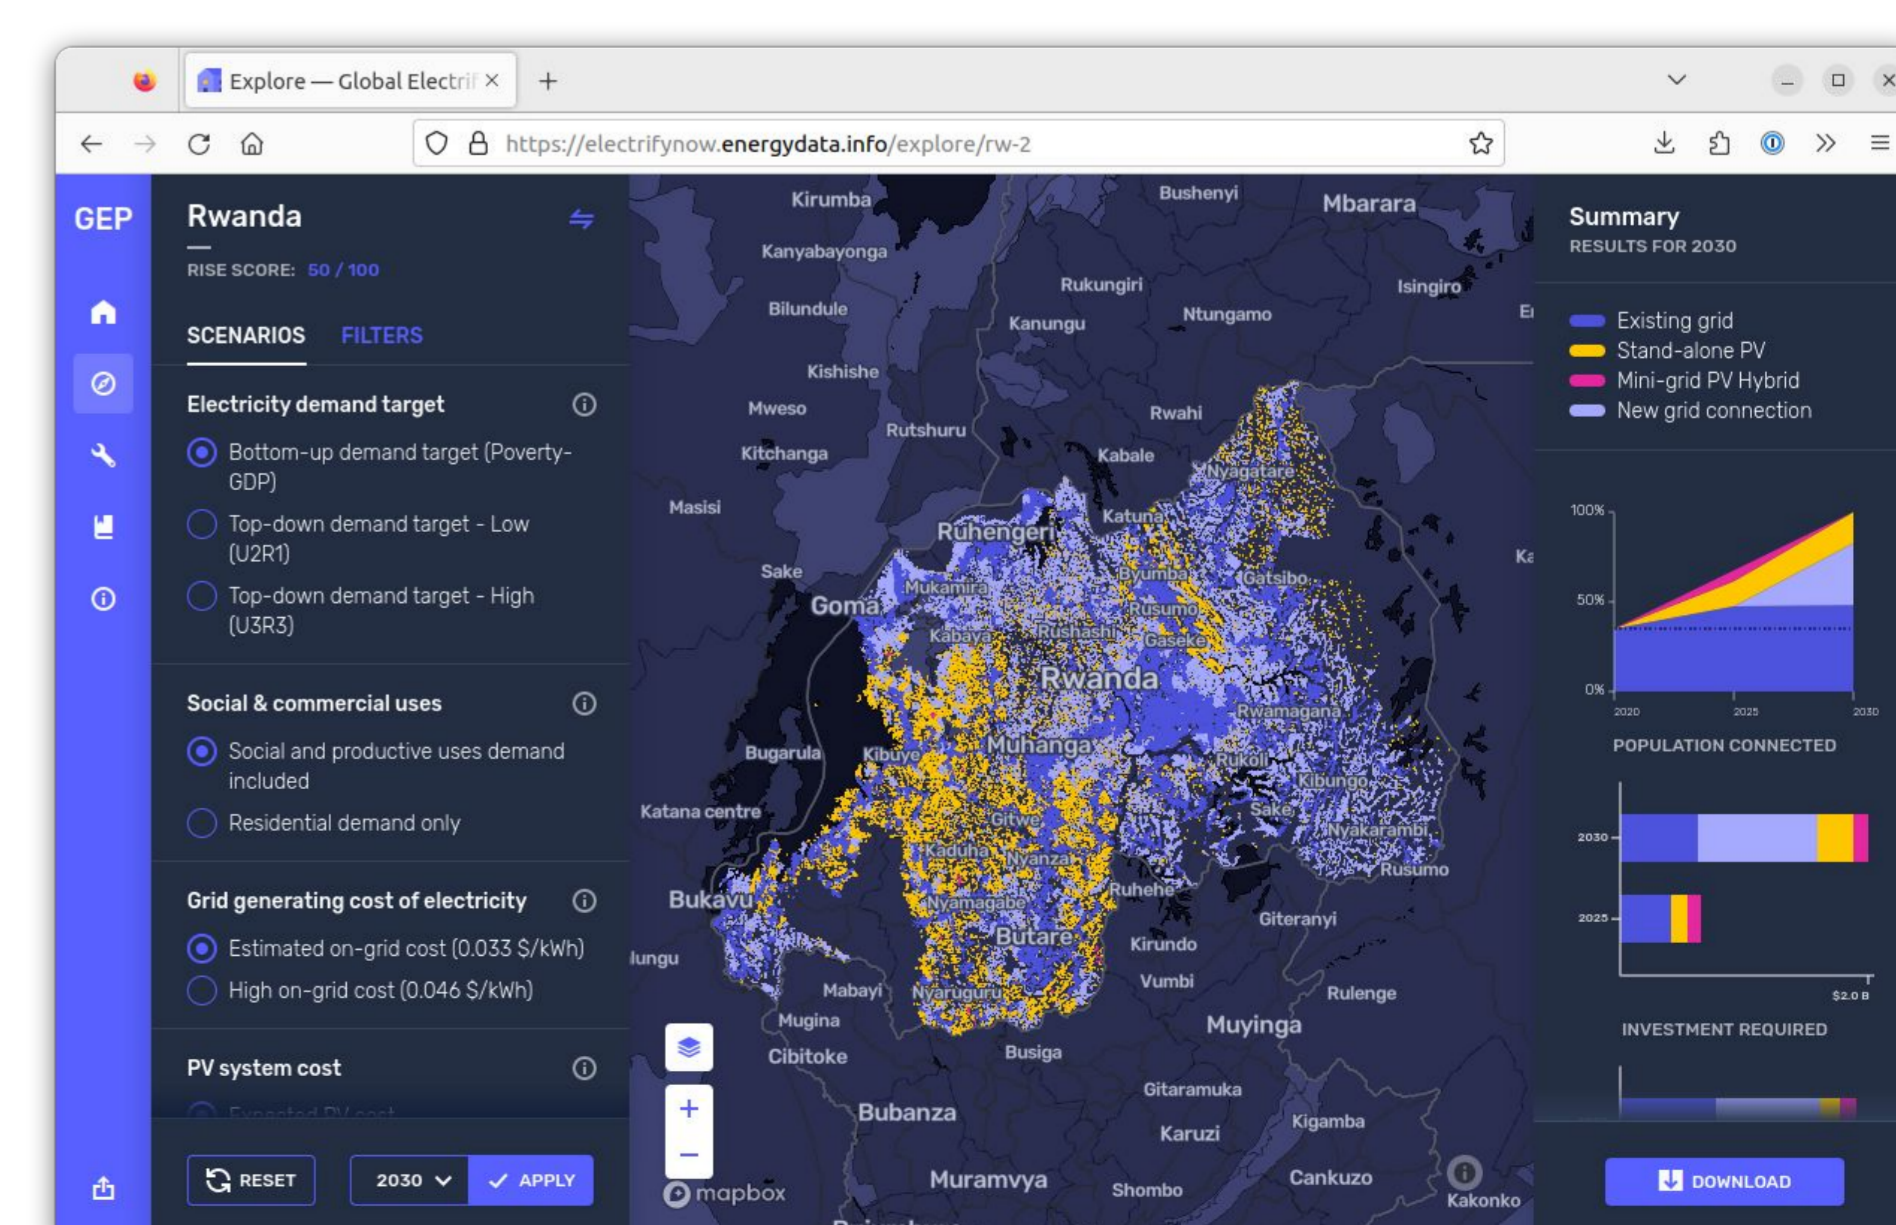 Explore — Global Electrif
https://electrifynow.energydata.info/explore/rw-2
GEP
Rwanda
RISE SCORE: 50 / 100
SCENARIOS
FILTERS
Electricity demand target
Bottom-up demand target (Poverty-
GDP)
Top-down demand target - Low
(U2R1)
Top-down demand target - High
(U3R3)
Social & commercial uses
Social and productive uses demand
included
Residential demand only
Grid generating cost of electricity
Estimated on-grid cost (0.033 $/kWh)
High on-grid cost (0.046 $/kWh)
PV system cost
Expected PV cost
RESET
2030
APPLY
Kirumba
Bushenyi
Mbarara
Kanyabayonga
Rukungiri
Isingiro
Bilundule
Kanungu
Ntungamo
Kishishe
Mweso
Rutshuru
Rwahi
Kitchanga
Kabale
Nyagatare
Masisi
Katuna
Ruhengeri
Sake
Byumba
Gatsibo
Mukamira
Goma
Rusumo
Kabaya
Rushashi
Gaseke
Rwanda
Rwamagana
Bugarula
Kibuye
Muhanga
Rukoli
Kibungo
Katana centre
Gitwe
Sake
Nyakarambi
Kaduha
Nyanza
Rusumo
Bukavu
Nyamagabe
Ruhehe
Giteranyi
Butare
Kirundo
lungu
Mabayi
Nyaruguru
Vumbi
Rulenge
Mugina
Muyinga
Cibitoke
Busiga
Gitaramuka
Bubanza
Karuzi
Kigamba
Muramvya
Shombo
Cankuzo
Kakonko
mapbox
Summary
RESULTS FOR 2030
Existing grid
Stand-alone PV
Mini-grid PV Hybrid
New grid connection
100%
50%
0%
2020
2025
2030
POPULATION CONNECTED
2030
2025
$2.0 B
INVESTMENT REQUIRED
DOWNLOAD